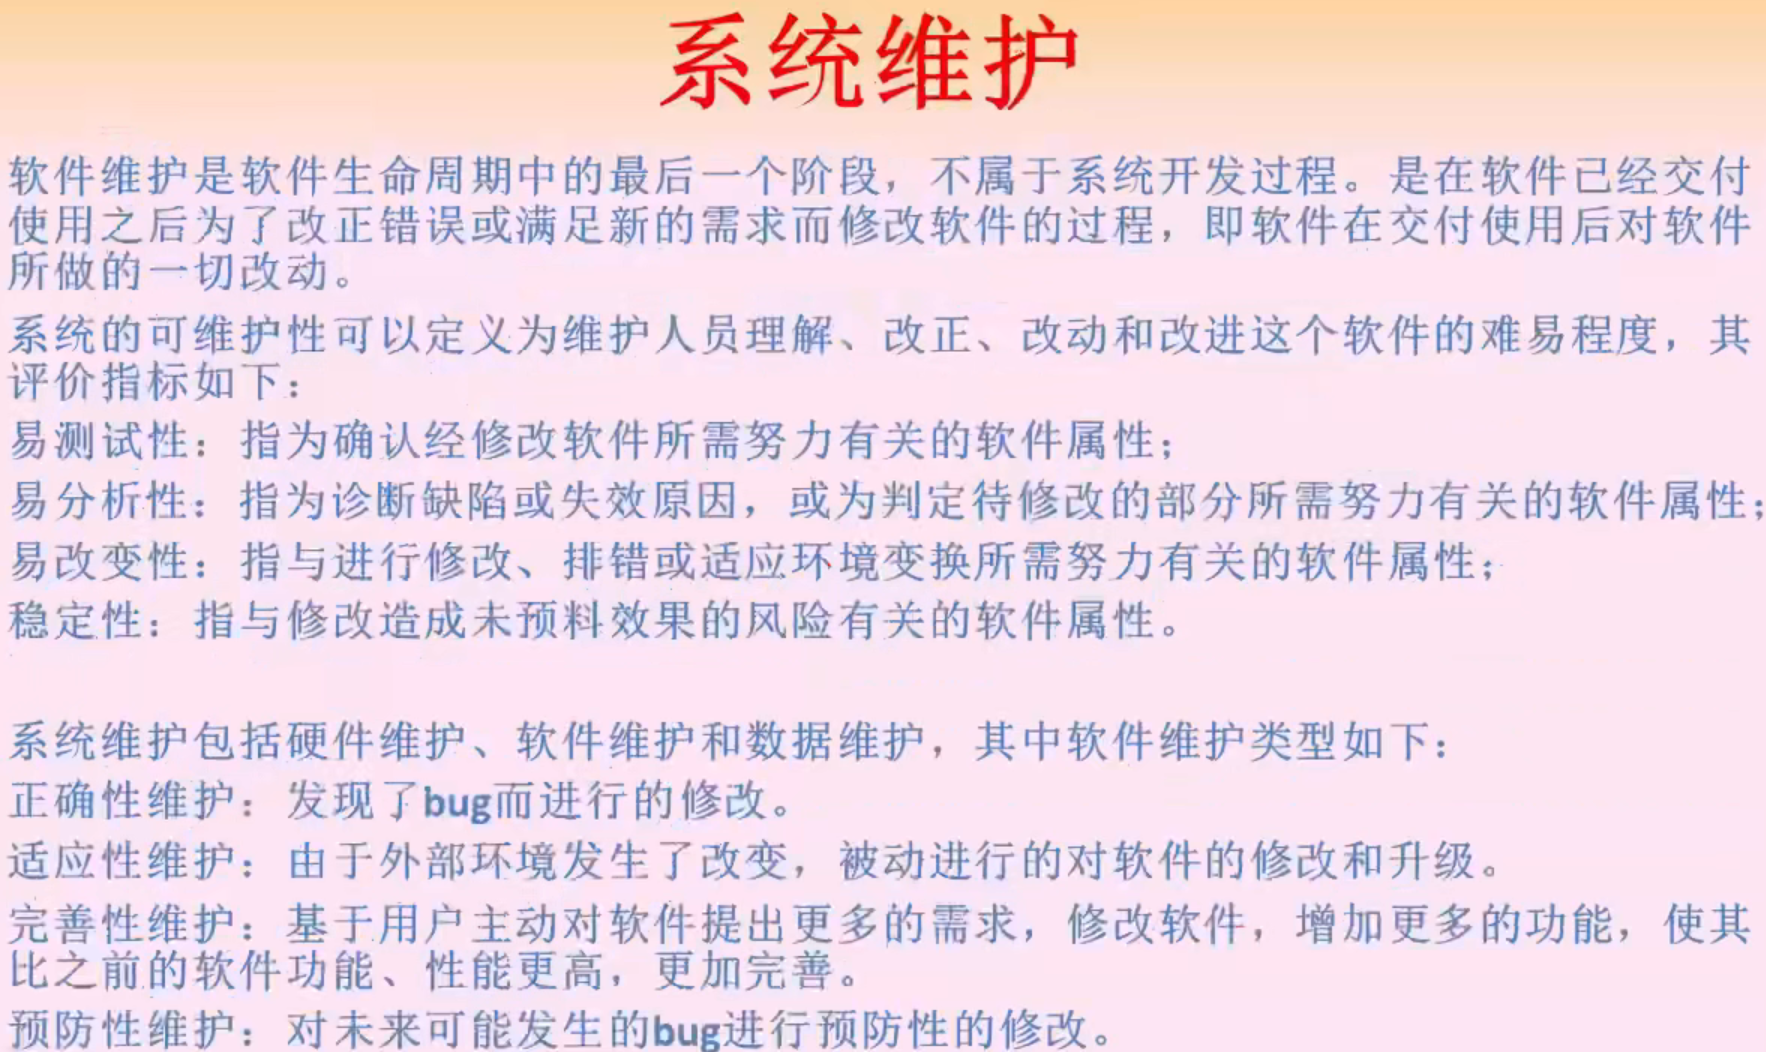 系统维护
软件维护是软件生命周期中的最后一个阶段，不属于系统开发过程。是在软件已经交付
使用之后为了改正错误或满足新的需求而修改软件的过程，即软件在交付使用后对软件
所做的一切改动。
系统的可维护性可以定义为维护人员理解、改正、改动和改进这个软件的难易程度，其
评价指标如下：
易测试性：指为确认经修改软件所需努力有关的软件属性；
易分析性：指为诊断缺陷或失效原因，或为判定待修改的部分所需努力有关的软件属性；
易改变性：指与进行修改、排错或适应环境变换所需努力有关的软件属性；
稳定性：指与修改造成未预料效果的风险有关的软件属性。
系统维护包括硬件维护、软件维护和数据维护，其中软件维护类型如下：
正确性维护：发现了bug而进行的修改。
适应性维护：由于外部环境发生了改变，被动进行的对软件的修改和升级。
完善性维护：基于用户主动对软件提出更多的需求，修改软件，增加更多的功能，使其
比之前的软件功能、性能更高，更加完善。
预防性维护：对未来可能发生的bug进行预防性的修改。